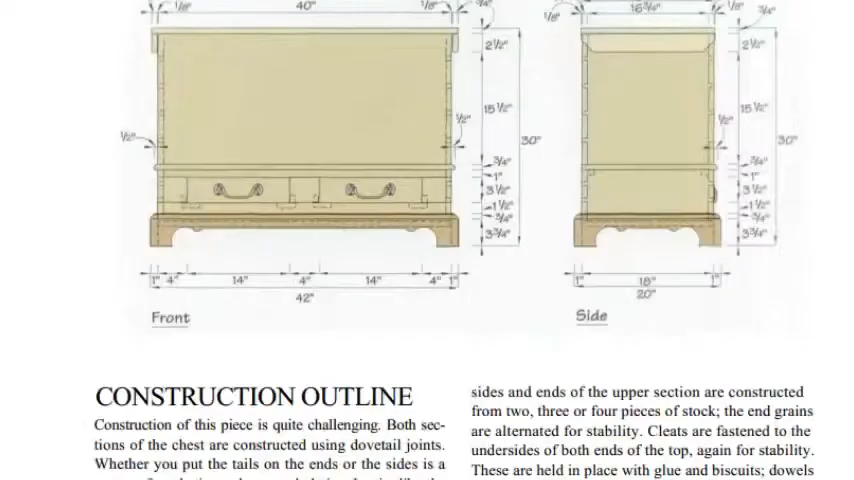 1/8" 40" 1/8" 3/4"
2 1/2"
15 1/2"
1/2" 1/2"
30"
3/4"
1"
3 1/2"
1 1/2"
3/4"
3 3/4"
1" 4" 14" 4" 14" 4" 1"
42"
Front
1/8" 16 3/4" 1/8" 3/4"
2 1/2"
15 1/2"
1/2"
30"
3/4"
1"
3 1/2"
1 1/2"
3/4"
3 3/4"
1" 18" 1"
20"
Side
CONSTRUCTION OUTLINE
Construction of this piece is quite challenging. Both sec-
tions of the chest are constructed using dovetail joints.
Whether you put the tails on the ends or the sides is a
sides and ends of the upper section are constructed
from two, three or four pieces of stock; the end grains
are alternated for stability. Cleats are fastened to the
undersides of both ends of the top, again for stability.
These are held in place with glue and biscuits; dowels